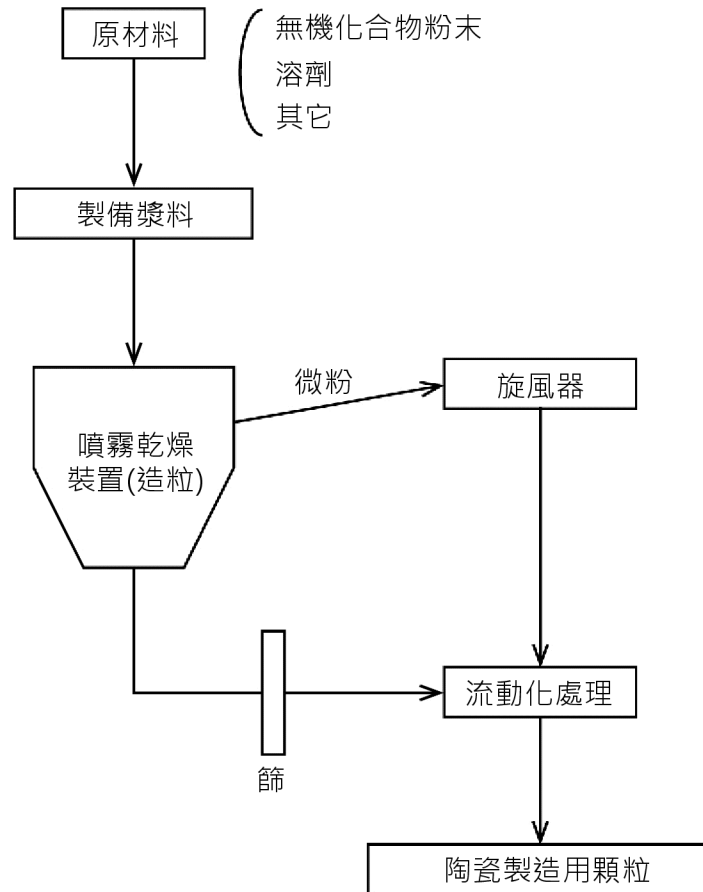 原材料
無機化合物粉末
溶劑
其它
製備漿料
微粉
旋風器
噴霧乾燥
裝置(造粒)
流動化處理
篩
陶瓷製造用顆粒